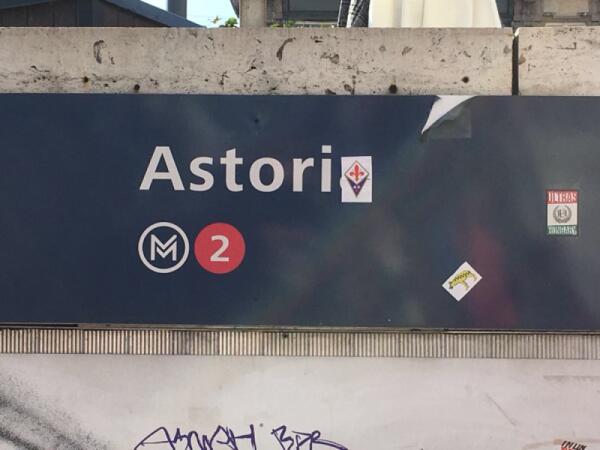 Astori
M 2
ULTRAS
HUNGARY